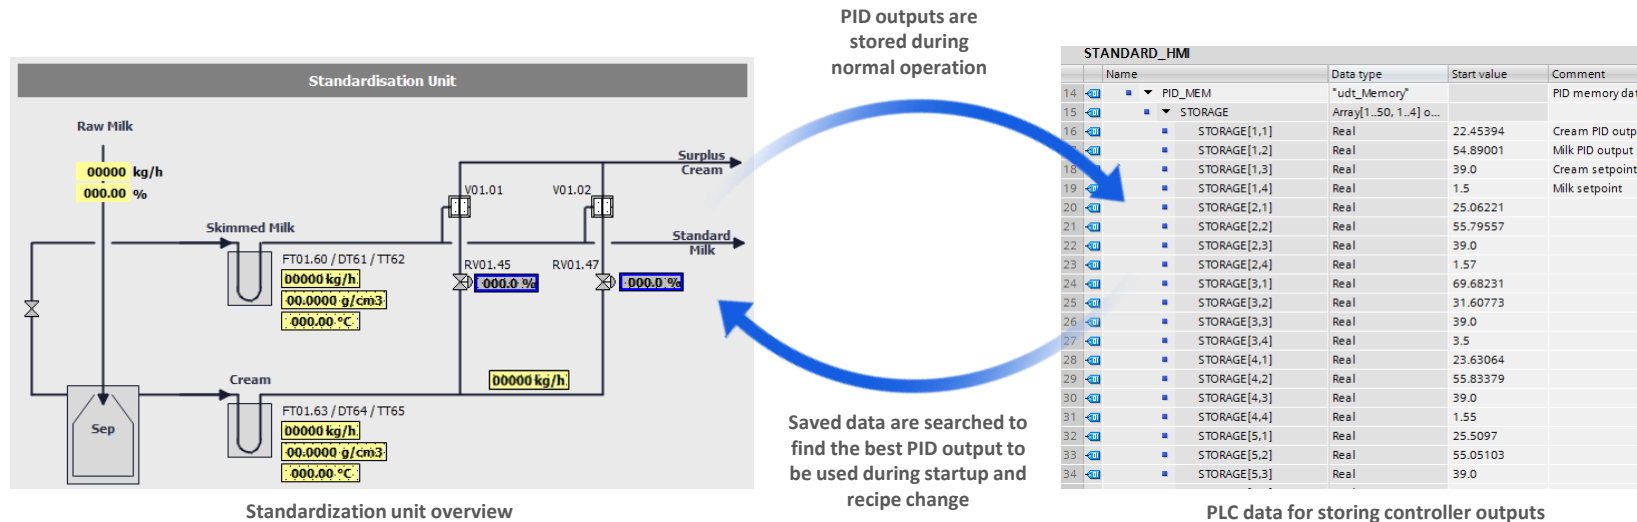 PID outputs are
stored during
normal operation
Standardisation Unit
Raw Milk
00000 kg/h
000.00 %
Surplus
Cream
V01.01
V01.02
Skimmed Milk
Standard
Milk
FT01.60 / DT61 / TT62
00000 kg/h
00.0000 g/cm3
000.00 °C
RV01.45
000.0 %
RV01.47
000.0 %
Cream
00000 kg/h
FT01.63 / DT64 / TT65
00000 kg/h
00.0000 g/cm3
000.00 °C
Sep
Standardization unit overview
Saved data are searched to
find the best PID output to
be used during startup and
recipe change
STANDARD_HMI
Name Data type Start value Comment
14 PID_MEM "udt_Memory" PID memory dat
15 STORAGE Array[1..50, 1..4] o...
16 STORAGE[1,1] Real 22.45394 Cream PID outp
STORAGE[1,2] Real 54.89001 Milk PID output
18 STORAGE[1,3] Real 39.0 Cream setpoint
19 STORAGE[1,4] Real 1.5 Milk setpoint
20 STORAGE[2,1] Real 25.06221
21 STORAGE[2,2] Real 55.79557
22 STORAGE[2,3] Real 39.0
23 STORAGE[2,4] Real 1.57
24 STORAGE[3,1] Real 69.68231
25 STORAGE[3,2] Real 31.60773
26 STORAGE[3,3] Real 39.0
27 STORAGE[3,4] Real 3.5
28 STORAGE[4,1] Real 23.63064
29 STORAGE[4,2] Real 55.83379
30 STORAGE[4,3] Real 39.0
31 STORAGE[4,4] Real 1.55
32 STORAGE[5,1] Real 25.5097
33 STORAGE[5,2] Real 55.05103
34 STORAGE[5,3] Real 39.0
PLC data for storing controller outputs